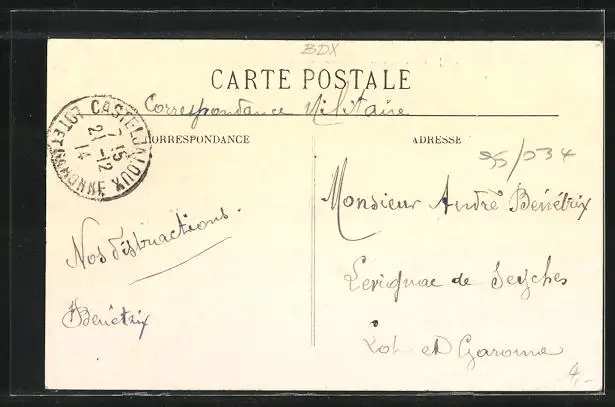 BDX
CARTE POSTALE
Correspondance Militaire
CASTELJALOUX
7 15
21 -12
14
LOT ET GARONNE
CORRESPONDANCE
ADRESSE
95/034
Monsieur André Bénétrix
Nos distractions.
Levignac de Seyches
Bénétrix
Lot et Garonne
4,-